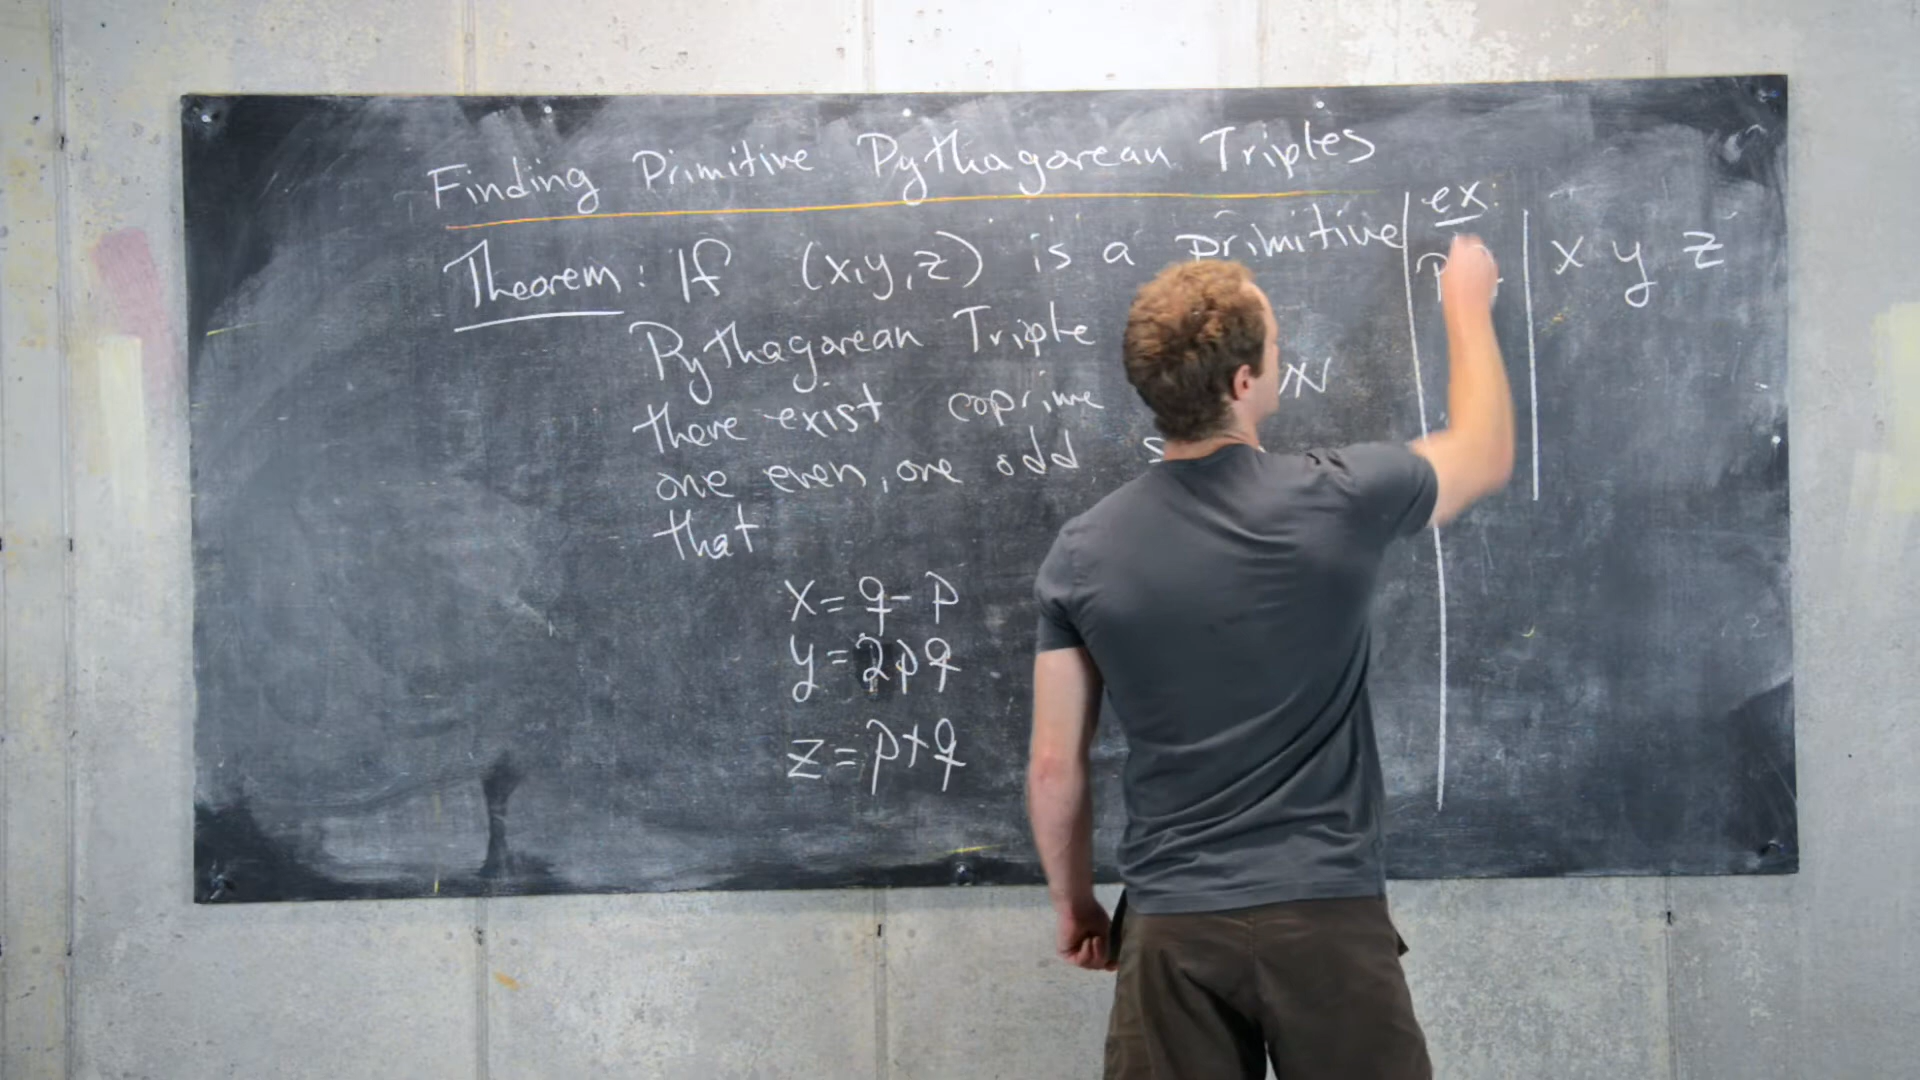 Finding Primitive Pythagorean Triples
Theorem: If (x,y,z) is a primitive
Pythagorean Triple
there exist coprime
one even, one odd
that
x = q - p
y = 2pq
z = p+q
ex:
x y z